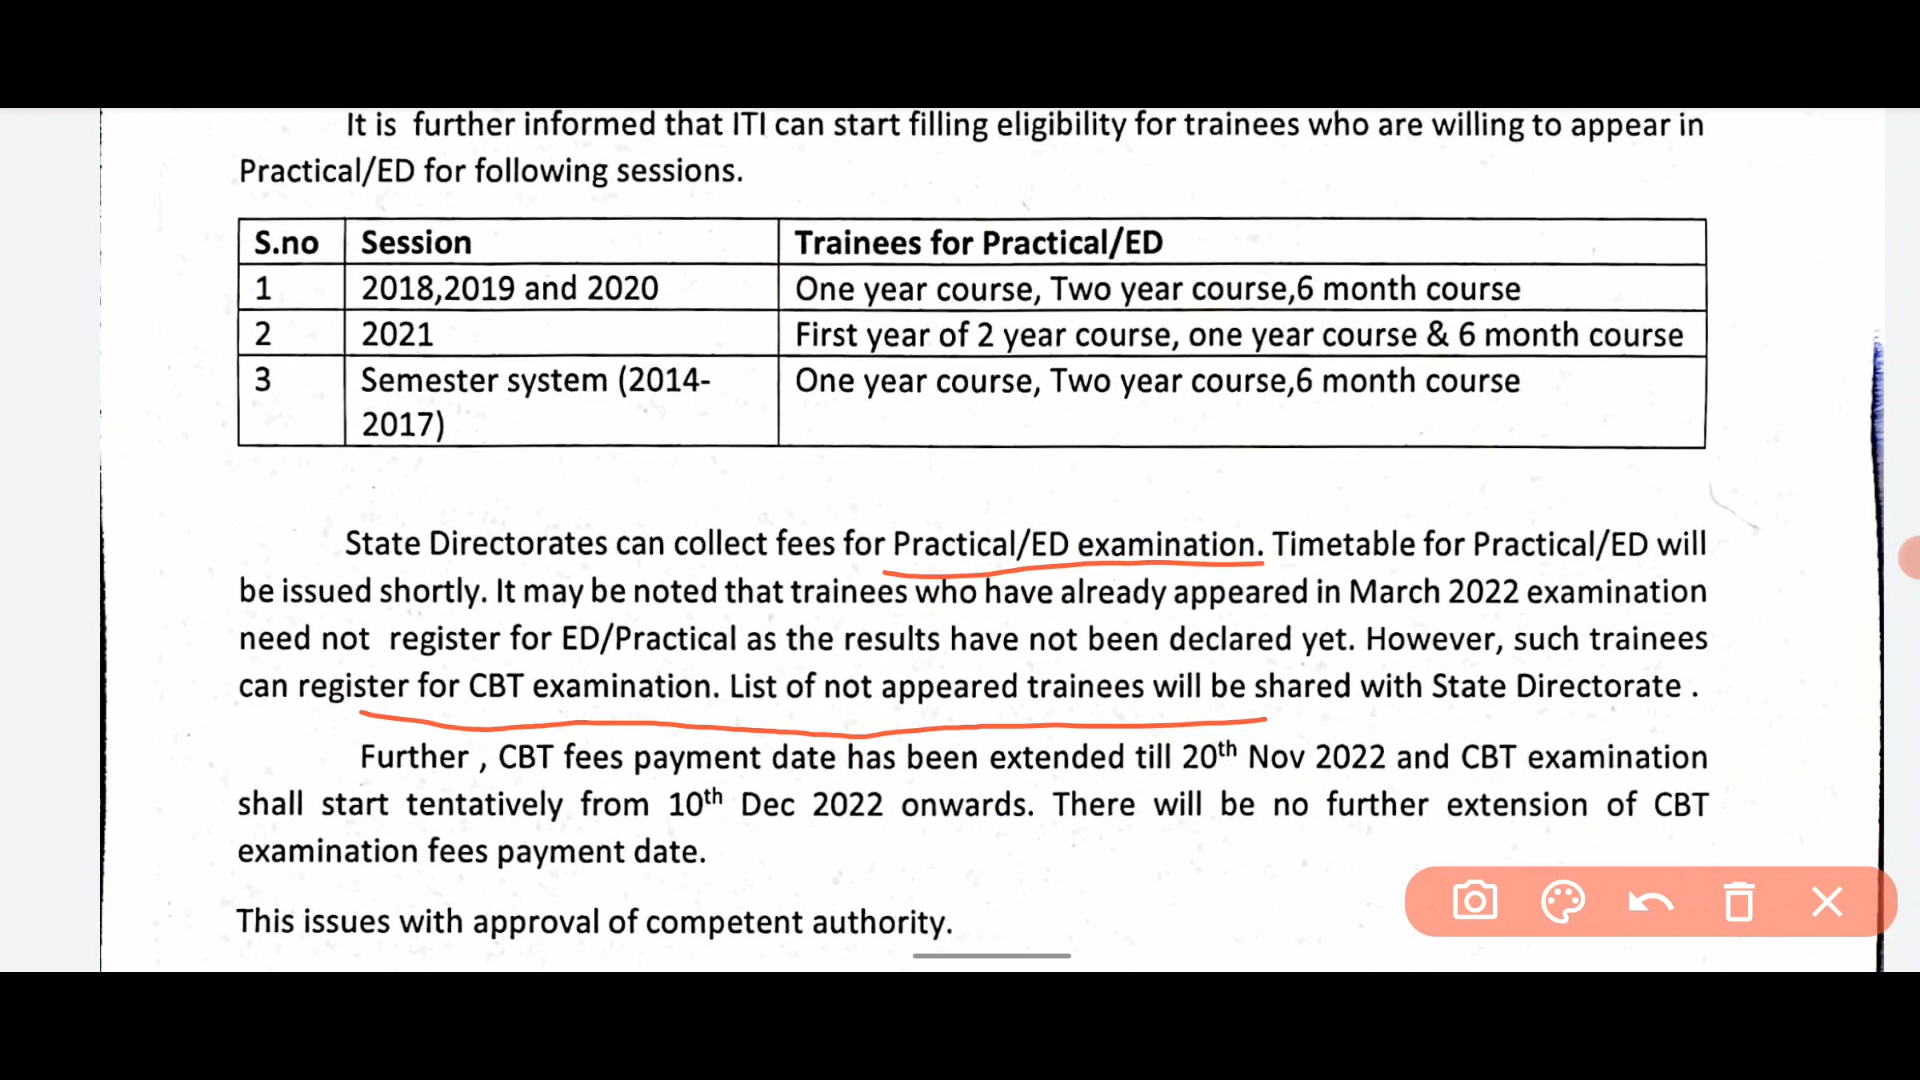 It is further informed that ITI can start filling eligibility for trainees who are willing to appear in
Practical/ED for following sessions.
S.no Session Trainees for Practical/ED
1 2018,2019 and 2020 One year course, Two year course,6 month course
2 2021 First year of 2 year course, one year course & 6 month course
3 Semester system (2014- One year course, Two year course,6 month course
2017)
State Directorates can collect fees for Practical/ED examination. Timetable for Practical/ED will
be issued shortly. It may be noted that trainees who have already appeared in March 2022 examination
need not register for ED/Practical as the results have not been declared yet. However, such trainees
can register for CBT examination. List of not appeared trainees will be shared with State Directorate .
Further , CBT fees payment date has been extended till 20th Nov 2022 and CBT examination
shall start tentatively from 10th Dec 2022 onwards. There will be no further extension of CBT
examination fees payment date.
This issues with approval of competent authority.